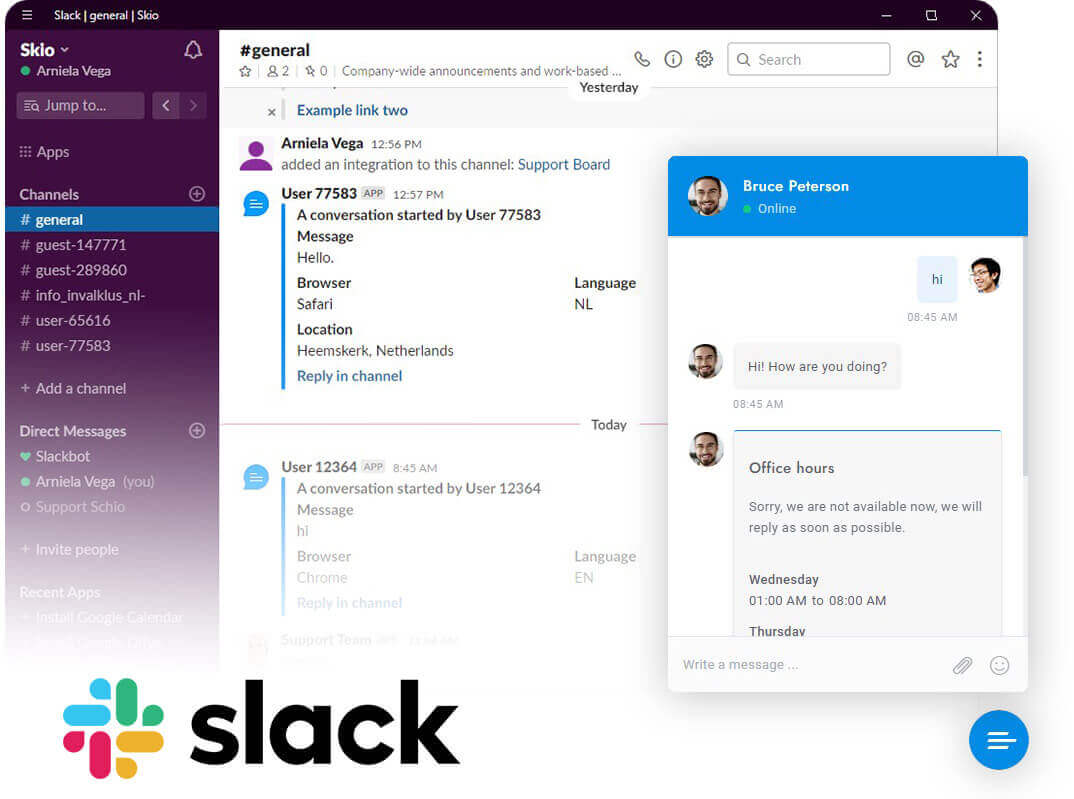 Slack | general | Skio
Skio
Arniela Vega
Jump to...
Apps
Channels
# general
# guest-147771
# guest-289860
# info_invalklus_nl-
# user-65616
# user-77583
+ Add a channel
Direct Messages
Slackbot
Arniela Vega (you)
Support Schio
+ Invite people
Recent Apps
+ Install Google Calendar
Google Drive
#general
2 | 0 | Company-wide announcements and work-based ...
Search
Yesterday
× Example link two
Arniela Vega 12:56 PM
added an integration to this channel: Support Board
User 77583 APP 12:57 PM
A conversation started by User 77583
Message
Hello.
Browser Language
Safari NL
Location
Heemskerk, Netherlands
Reply in channel
Today
User 12364 APP 8:45 AM
A conversation started by User 12364
Message
hi
Browser Language
Chrome EN
Reply in channel
Support Team
Bruce Peterson
Online
hi
08:45 AM
Hi! How are you doing?
08:45 AM
Office hours
Sorry, we are not available now, we will
reply as soon as possible.
Wednesday
01:00 AM to 08:00 AM
Thursday
Write a message ...
slack